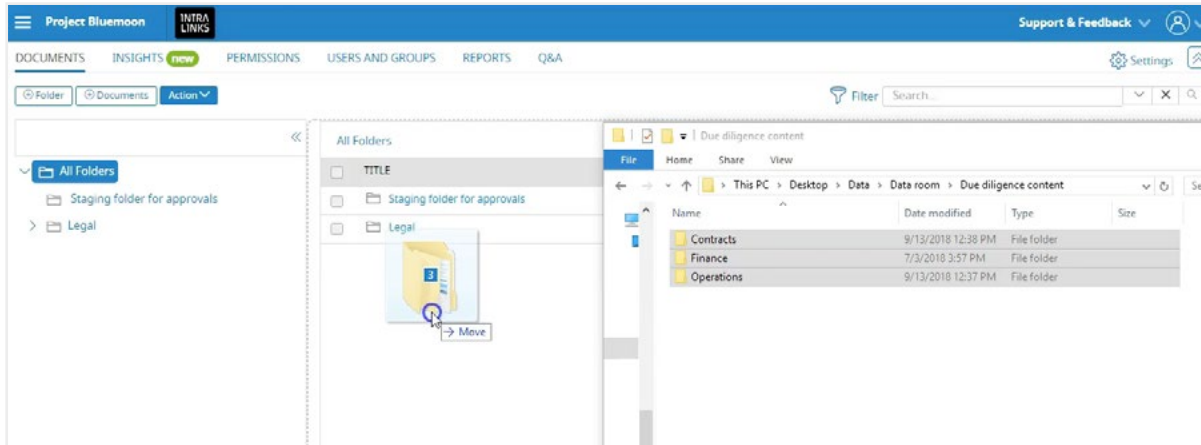 Project Bluemoon
INTRA
LINKS
Support & Feedback
DOCUMENTS INSIGHTS new PERMISSIONS USERS AND GROUPS REPORTS Q&A
Settings
Folder Documents Action
Filter Search...
All Folders
Staging folder for approvals
Legal
All Folders
TITLE
Staging folder for approvals
Legal
3
Move
Due diligence content
File Home Share View
This PC > Desktop > Data > Data room > Due diligence content
Name Date modified Type Size
Contracts 9/13/2018 12:38 PM File folder
Finance 7/3/2018 3:57 PM File folder
Operations 9/13/2018 12:37 PM File folder